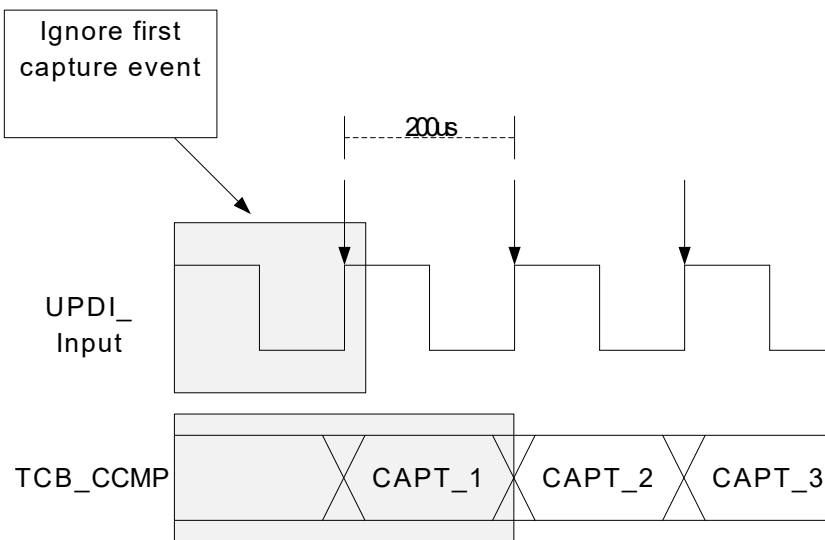 Ignore first
capture event
200us
UPDI_
Input
TCB_CCMP
CAPT_1
CAPT_2
CAPT_3